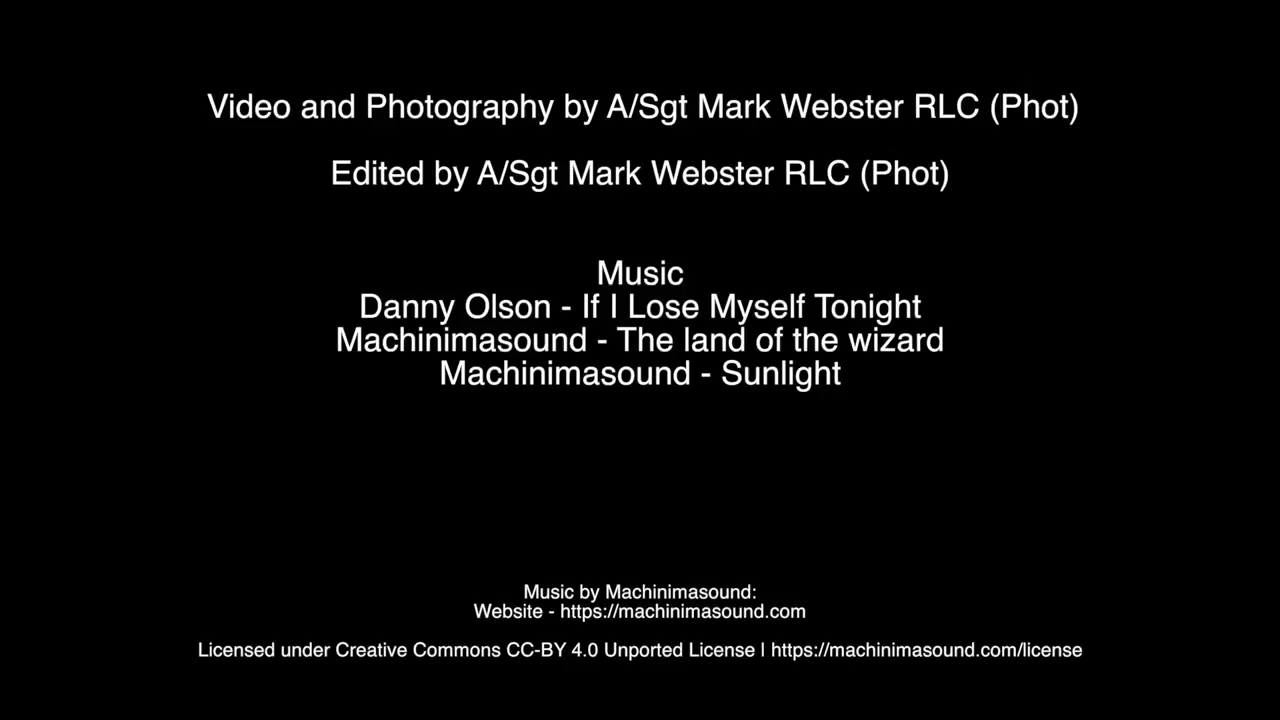 Video and Photography by A/Sgt Mark Webster RLC (Phot)
Edited by A/Sgt Mark Webster RLC (Phot)
Music
Danny Olson - If I Lose Myself Tonight
Machinimasound - The land of the wizard
Machinimasound - Sunlight
Music by Machinimasound:
Website - https://machinimasound.com
Licensed under Creative Commons CC-BY 4.0 Unported License | https://machinimasound.com/license